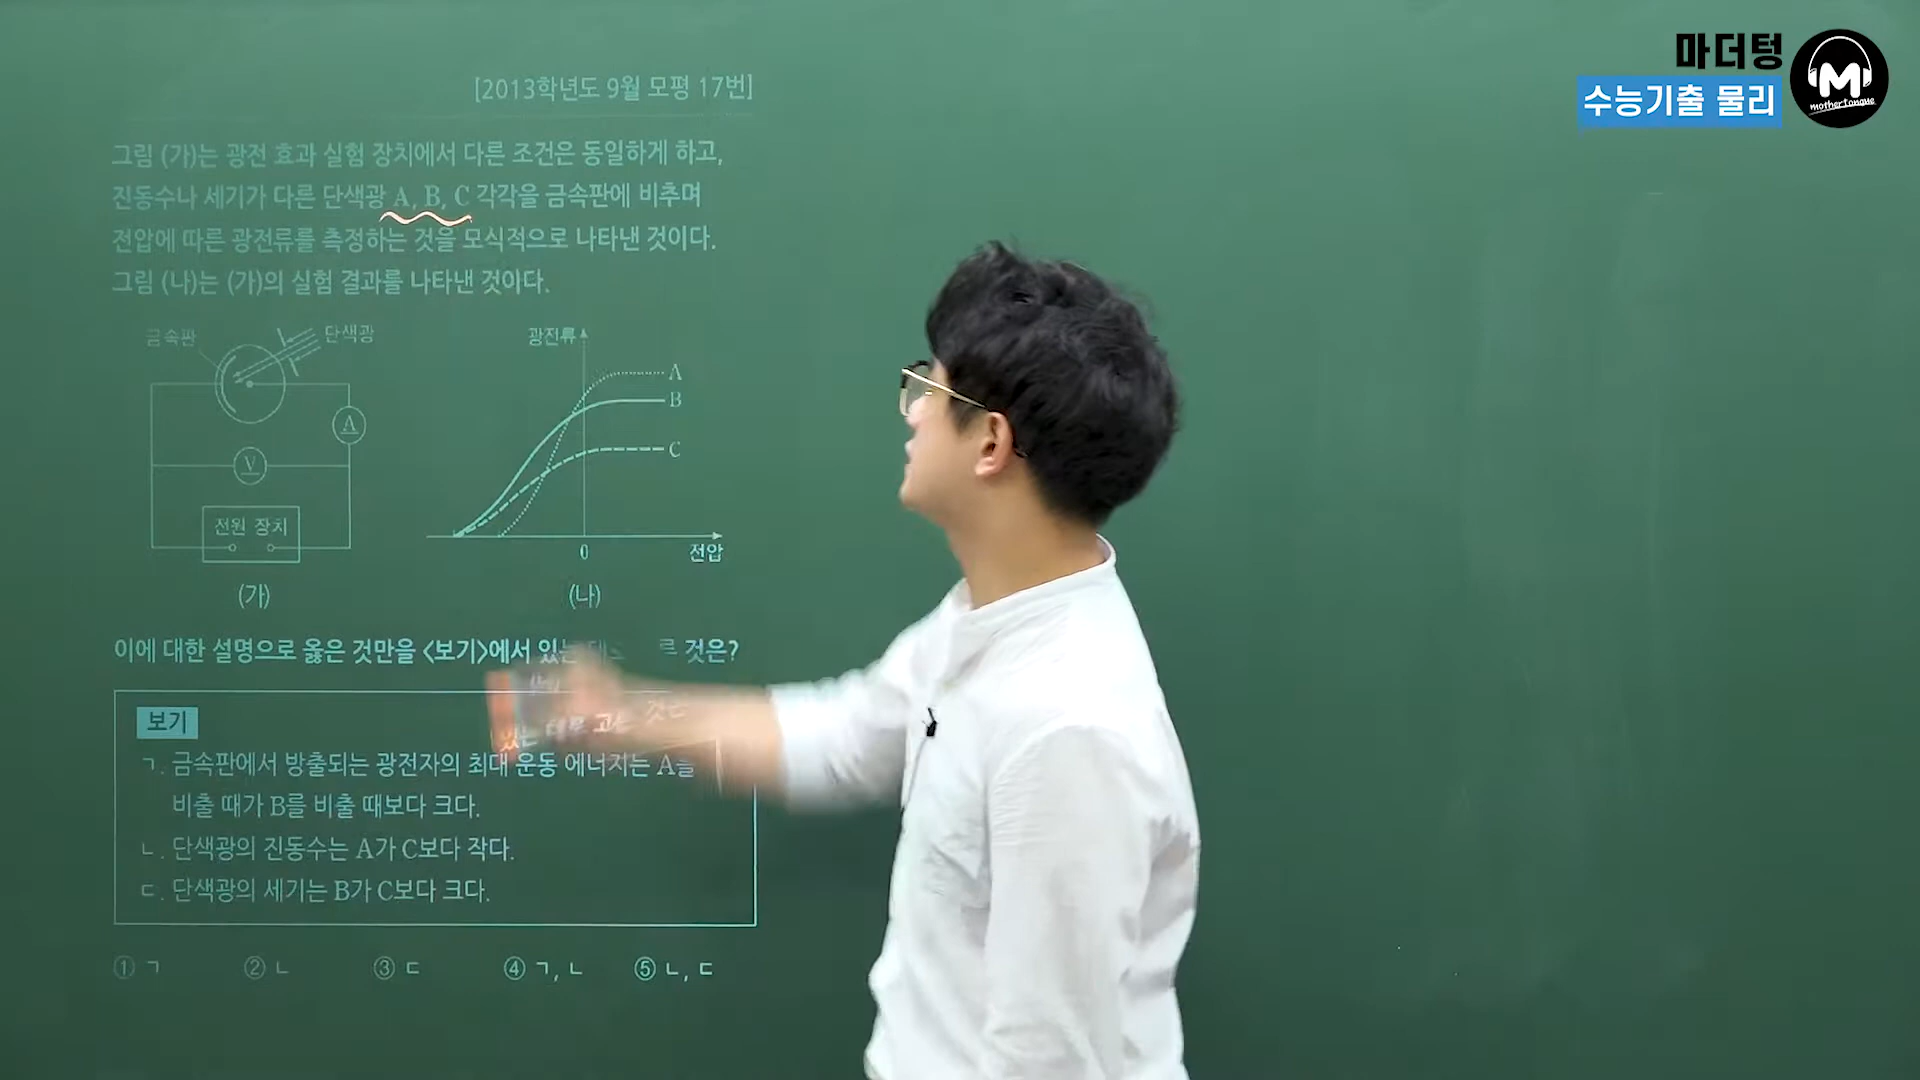 마더텅
수능기출 물리
M
mothertongue
[2013학년도 9월 모평 17번]
그림 (가)는 광전 효과 실험 장치에서 다른 조건은 동일하게 하고,
진동수나 세기가 다른 단색광 A, B, C 각각을 금속판에 비추며
전압에 따른 광전류를 측정하는 것을 모식적으로 나타낸 것이다.
그림 (나)는 (가)의 실험 결과를 나타낸 것이다.
금속판
단색광
A
V
전원 장치
(가)
광전류
A
B
C
0
전압
(나)
이에 대한 설명으로 옳은 것만을 <보기>에서 있는 것은?
보기
ㄱ. 금속판에서 방출되는 광전자의 최대 운동 에너지는 A를
비출 때가 B를 비출 때보다 크다.
ㄴ. 단색광의 진동수는 A가 C보다 작다.
ㄷ. 단색광의 세기는 B가 C보다 크다.
① ㄱ ② ㄴ ③ ㄷ ④ ㄱ, ㄴ ⑤ ㄴ, ㄷ